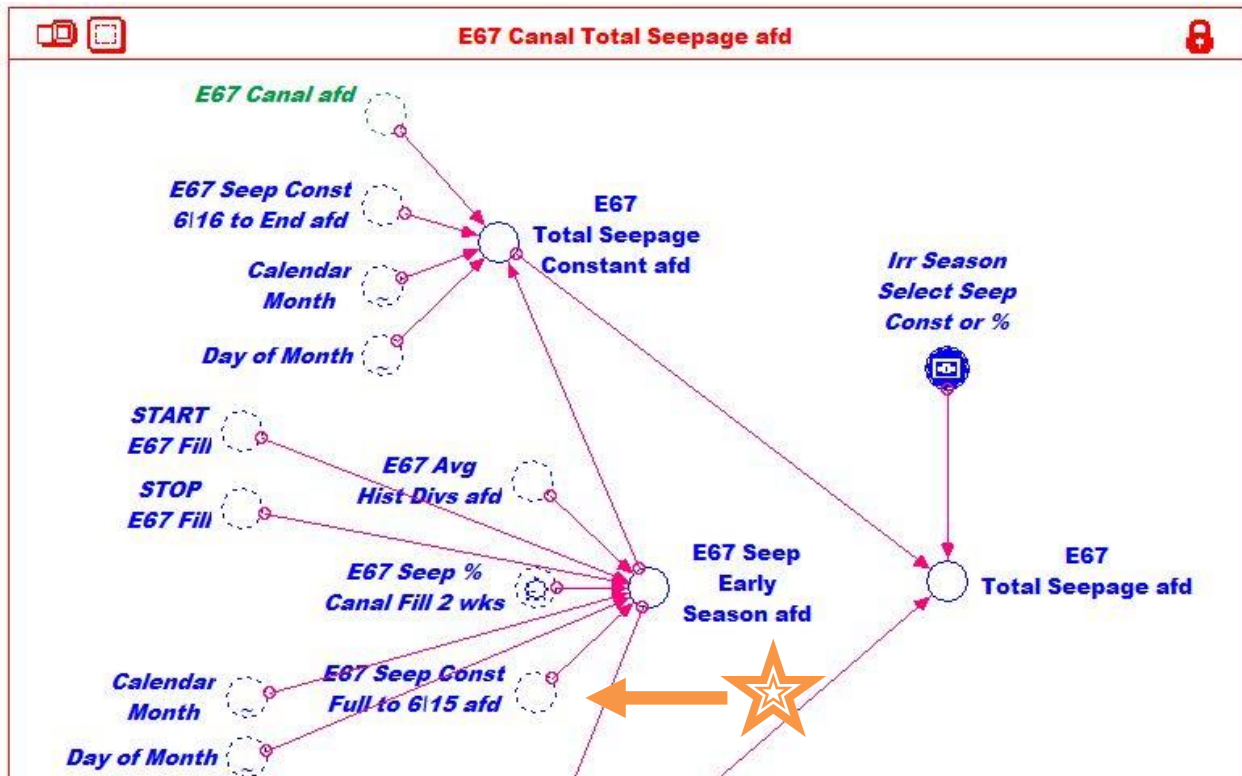 E67 Canal Total Seepage afd
E67 Canal afd
E67 Seep Const
6\16 to End afd
E67
Total Seepage
Constant afd
Calendar
Month
Irr Season
Select Seep
Const or %
Day of Month
START
E67 Fill
E67 Avg
Hist Divs afd
STOP
E67 Fill
E67 Seep %
Canal Fill 2 wks
E67 Seep
Early
Season afd
E67
Total Seepage afd
E67 Seep Const
Full to 6\15 afd
Calendar
Month
Day of Month